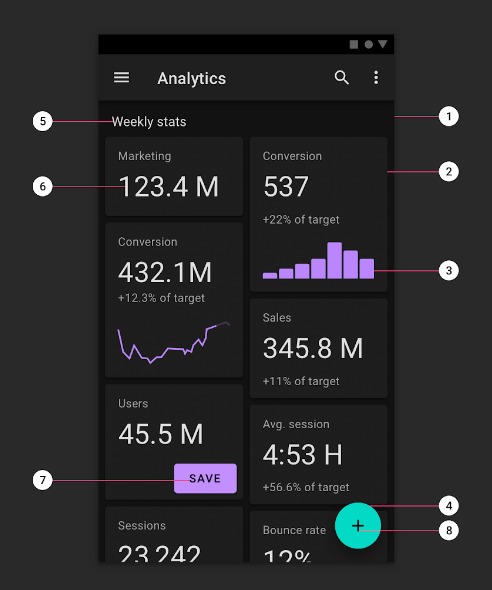 Analytics
Weekly stats
Marketing
123.4 M
Conversion
432.1M
+12.3% of target
Users
45.5 M
SAVE
Sessions
23,242
Conversion
537
+22% of target
Sales
345.8 M
+11% of target
Avg. session
4:53 H
+56.6% of target
Bounce rate
12%
+
1
2
3
4
5
6
7
8